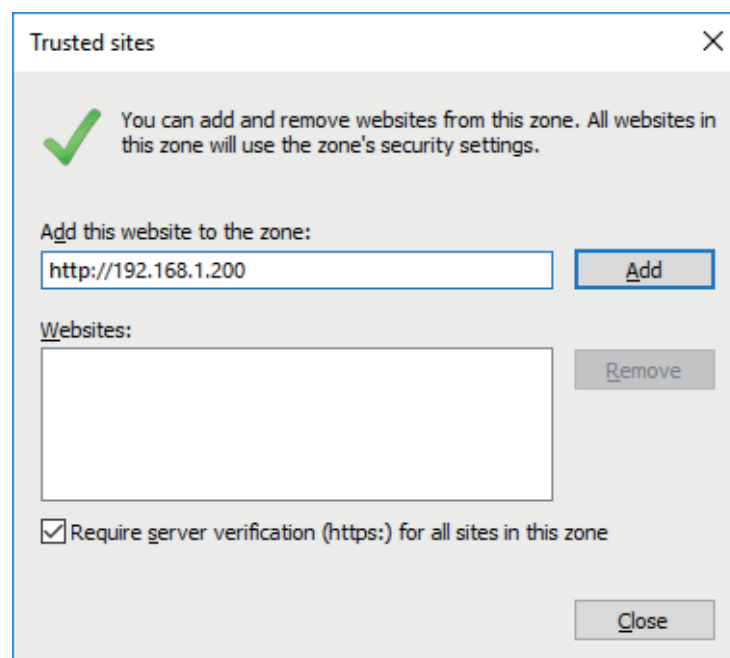 Trusted sites
You can add and remove websites from this zone. All websites in
this zone will use the zone's security settings.
Add this website to the zone:
http://192.168.1.200
Add
Websites:
Remove
Require server verification (https:) for all sites in this zone
Close